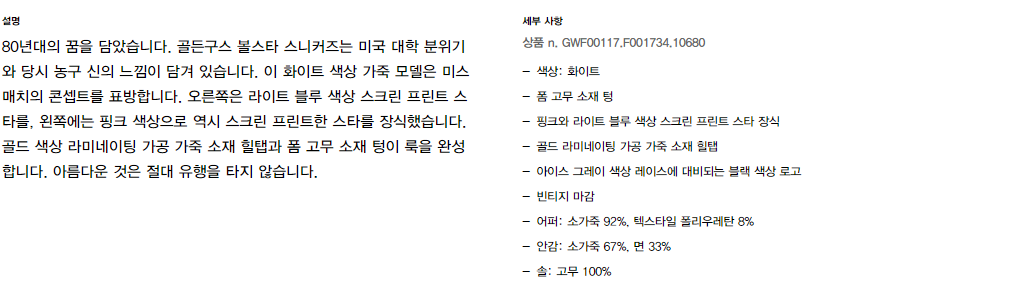 설명
80년대의 꿈을 담았습니다. 골든구스 볼스타 스니커즈는 미국 대학 분위기
와 당시 농구 신의 느낌이 담겨 있습니다. 이 화이트 색상 가죽 모델은 미스
매치의 콘셉트를 표방합니다. 오른쪽은 라이트 블루 색상 스크린 프린트 스
타를, 왼쪽에는 핑크 색상으로 역시 스크린 프린트한 스타를 장식했습니다.
골드 색상 라미네이팅 가공 가죽 소재 힐탭과 폼 고무 소재 텅이 룩을 완성
합니다. 아름다운 것은 절대 유행을 타지 않습니다.
세부 사항
상품 n. GWF00117.F001734.10680
– 색상: 화이트
– 폼 고무 소재 텅
– 핑크와 라이트 블루 색상 스크린 프린트 스타 장식
– 골드 라미네이팅 가공 가죽 소재 힐탭
– 아이스 그레이 색상 레이스에 대비되는 블랙 색상 로고
– 빈티지 마감
– 어퍼: 소가죽 92%, 텍스타일 폴리우레탄 8%
– 안감: 소가죽 67%, 면 33%
– 솔: 고무 100%